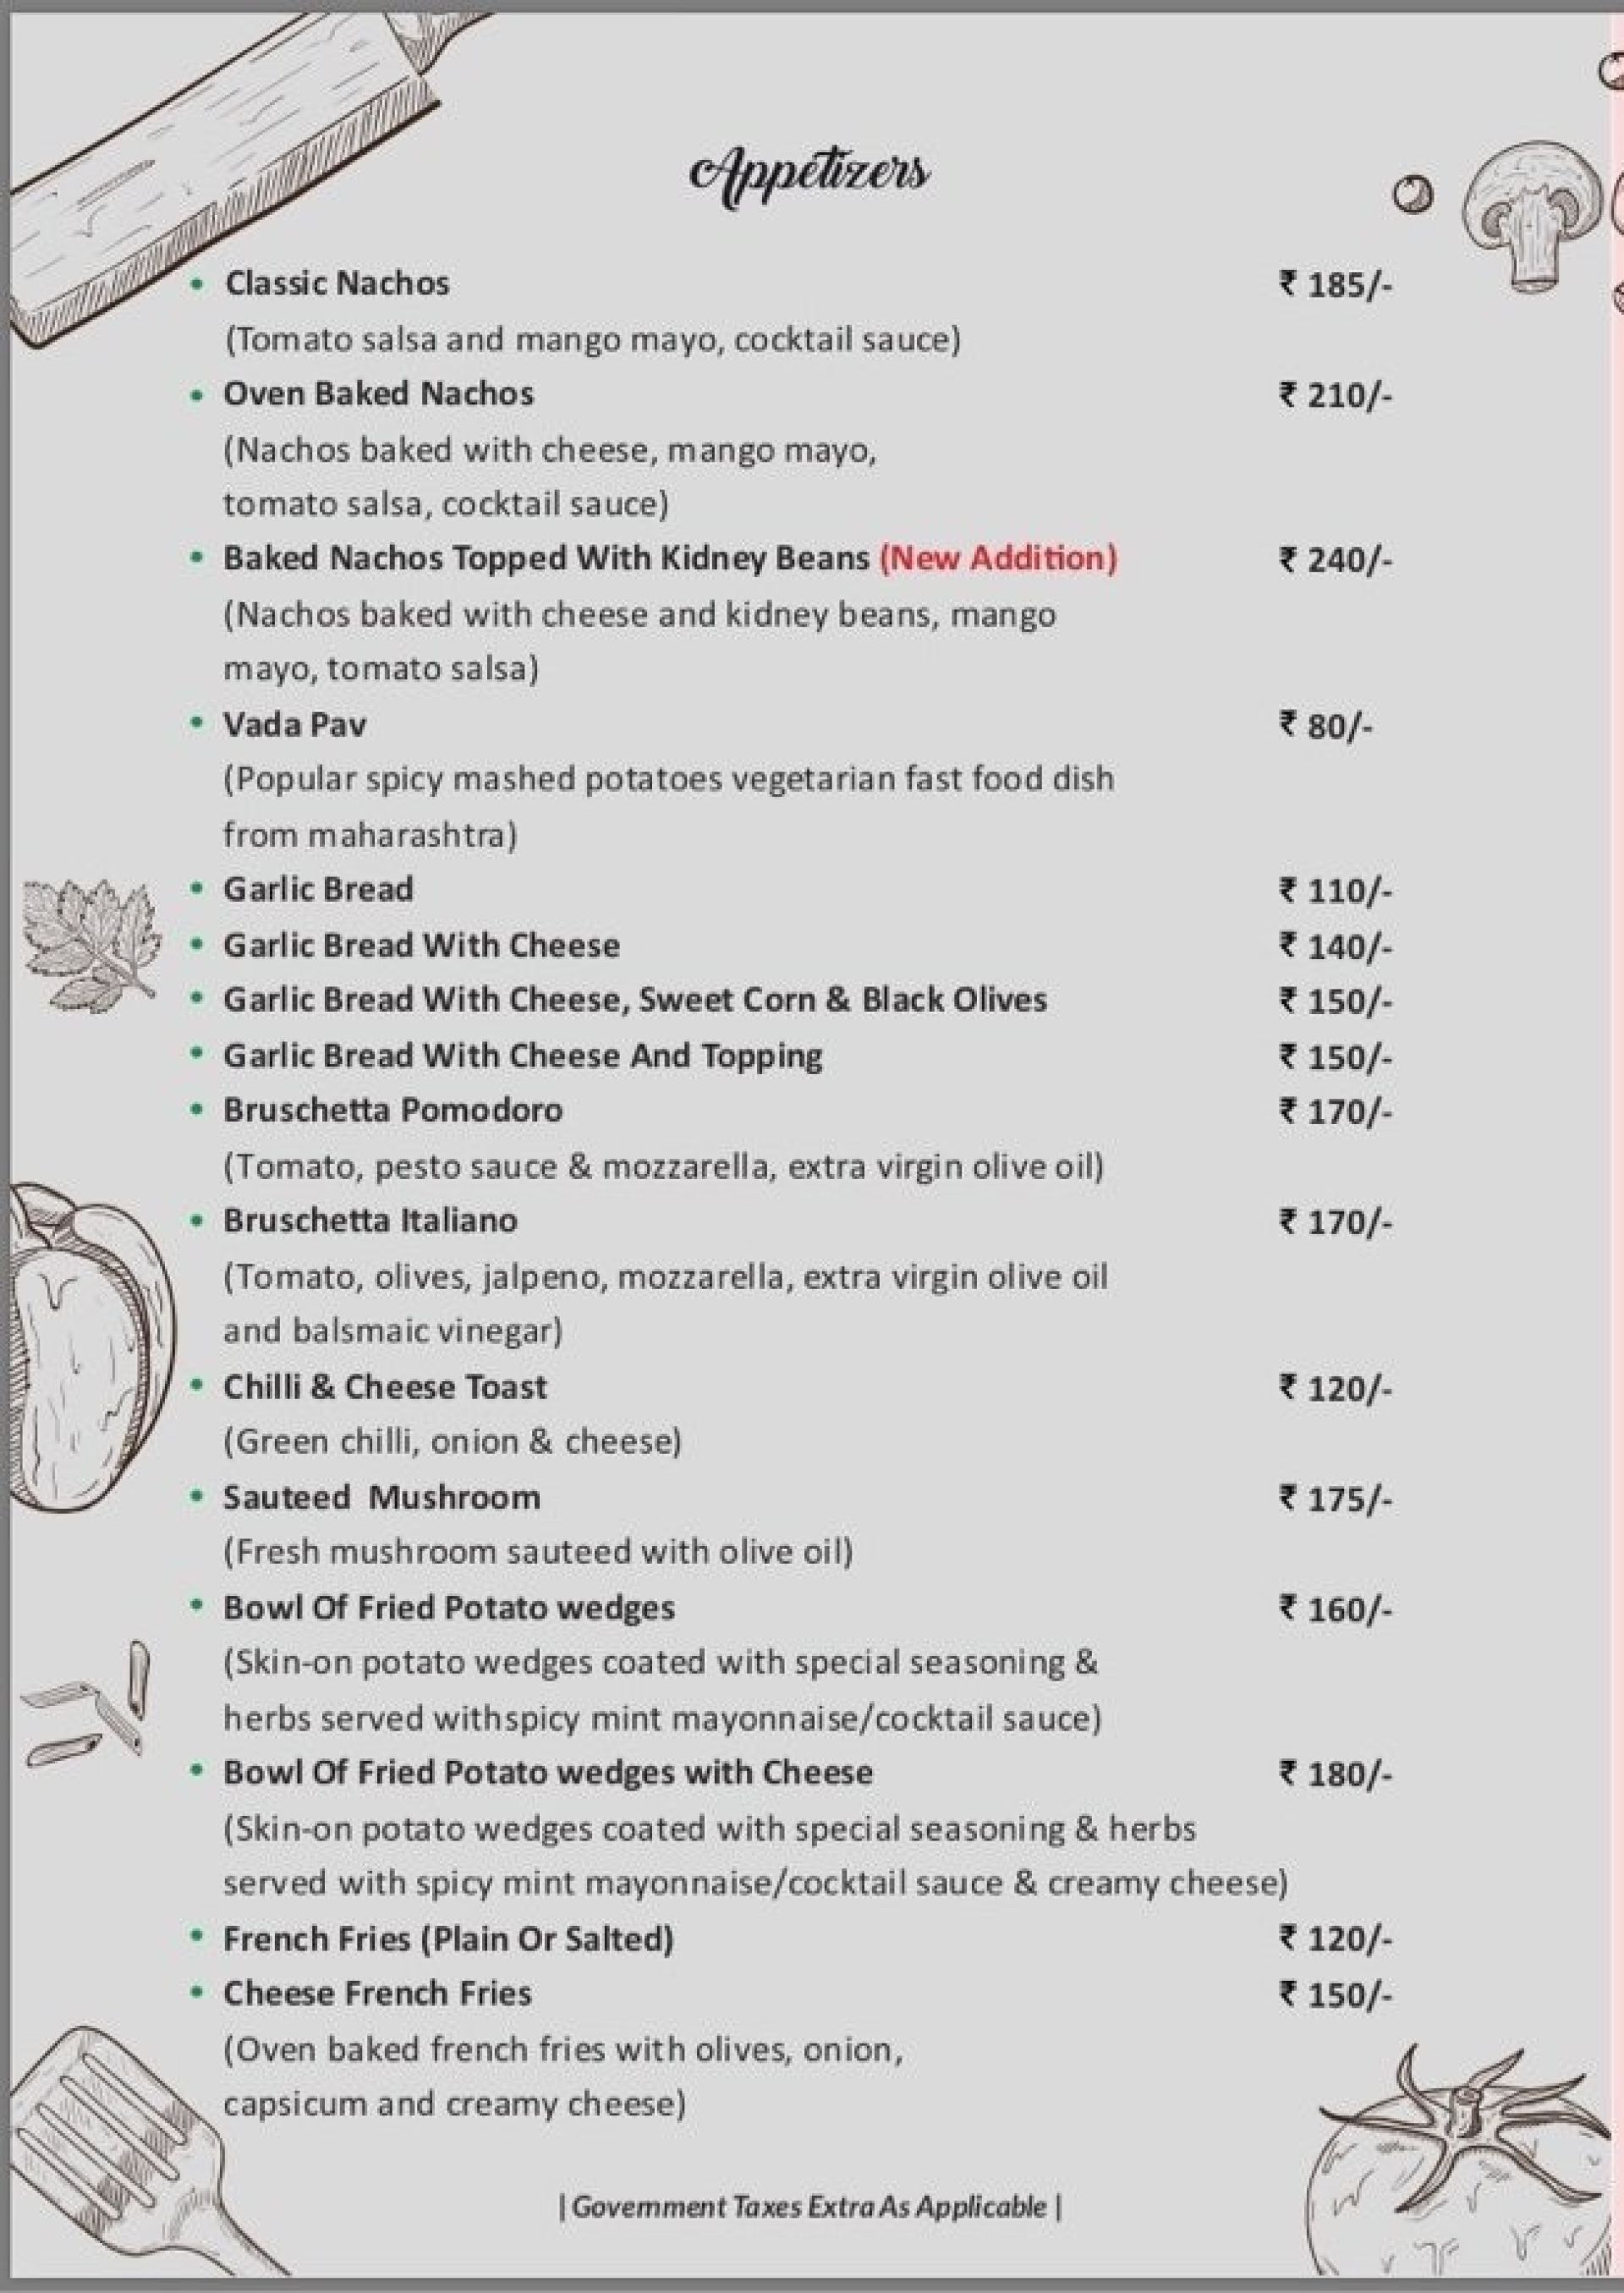 Appetizers
• Classic Nachos ₹ 185/-
(Tomato salsa and mango mayo, cocktail sauce)
• Oven Baked Nachos ₹ 210/-
(Nachos baked with cheese, mango mayo,
tomato salsa, cocktail sauce)
• Baked Nachos Topped With Kidney Beans (New Addition) ₹ 240/-
(Nachos baked with cheese and kidney beans, mango
mayo, tomato salsa)
• Vada Pav ₹ 80/-
(Popular spicy mashed potatoes vegetarian fast food dish
from maharashtra)
• Garlic Bread ₹ 110/-
• Garlic Bread With Cheese ₹ 140/-
• Garlic Bread With Cheese, Sweet Corn & Black Olives ₹ 150/-
• Garlic Bread With Cheese And Topping ₹ 150/-
• Bruschetta Pomodoro ₹ 170/-
(Tomato, pesto sauce & mozzarella, extra virgin olive oil)
• Bruschetta Italiano ₹ 170/-
(Tomato, olives, jalpeno, mozzarella, extra virgin olive oil
and balsmaic vinegar)
• Chilli & Cheese Toast ₹ 120/-
(Green chilli, onion & cheese)
• Sauteed Mushroom ₹ 175/-
(Fresh mushroom sauteed with olive oil)
• Bowl Of Fried Potato wedges ₹ 160/-
(Skin-on potato wedges coated with special seasoning &
herbs served withspicy mint mayonnaise/cocktail sauce)
• Bowl Of Fried Potato wedges with Cheese ₹ 180/-
(Skin-on potato wedges coated with special seasoning & herbs
served with spicy mint mayonnaise/cocktail sauce & creamy cheese)
• French Fries (Plain Or Salted) ₹ 120/-
• Cheese French Fries ₹ 150/-
(Oven baked french fries with olives, onion,
capsicum and creamy cheese)
| Government Taxes Extra As Applicable |